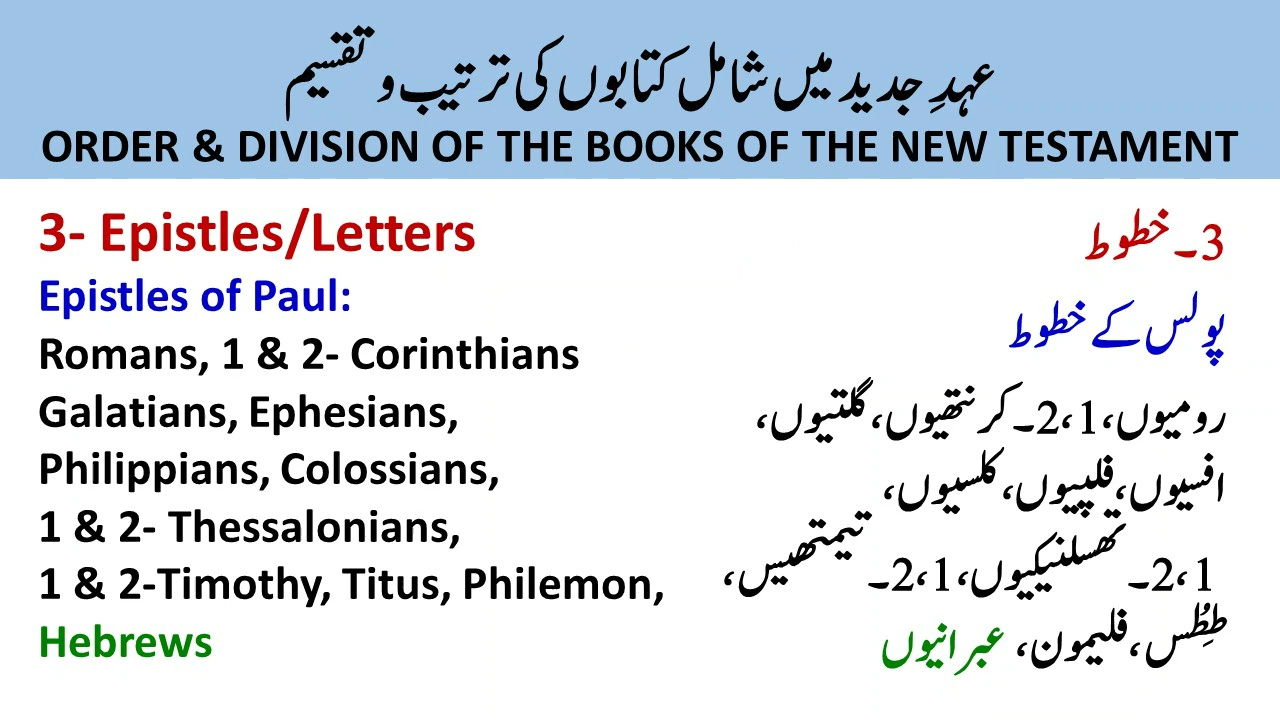 عہدِ جدید میں شامل کتابوں کی ترتیب و تقسیم
ORDER & DIVISION OF THE BOOKS OF THE NEW TESTAMENT
3- Epistles/Letters
Epistles of Paul:
Romans, 1 & 2- Corinthians
Galatians, Ephesians,
Philippians, Colossians,
1 & 2- Thessalonians,
1 & 2-Timothy, Titus, Philemon,
Hebrews
3۔خطوط
پولس کے خطوط
رومیوں، 1،2۔کرنتھیوں، گلتیوں،
افسیوں، فلپیوں، کلسیوں،
1،2۔ تھسلنیکیوں، 1،2۔ تیمتھیس،
طِطُس، فلیمون، عبرانیوں